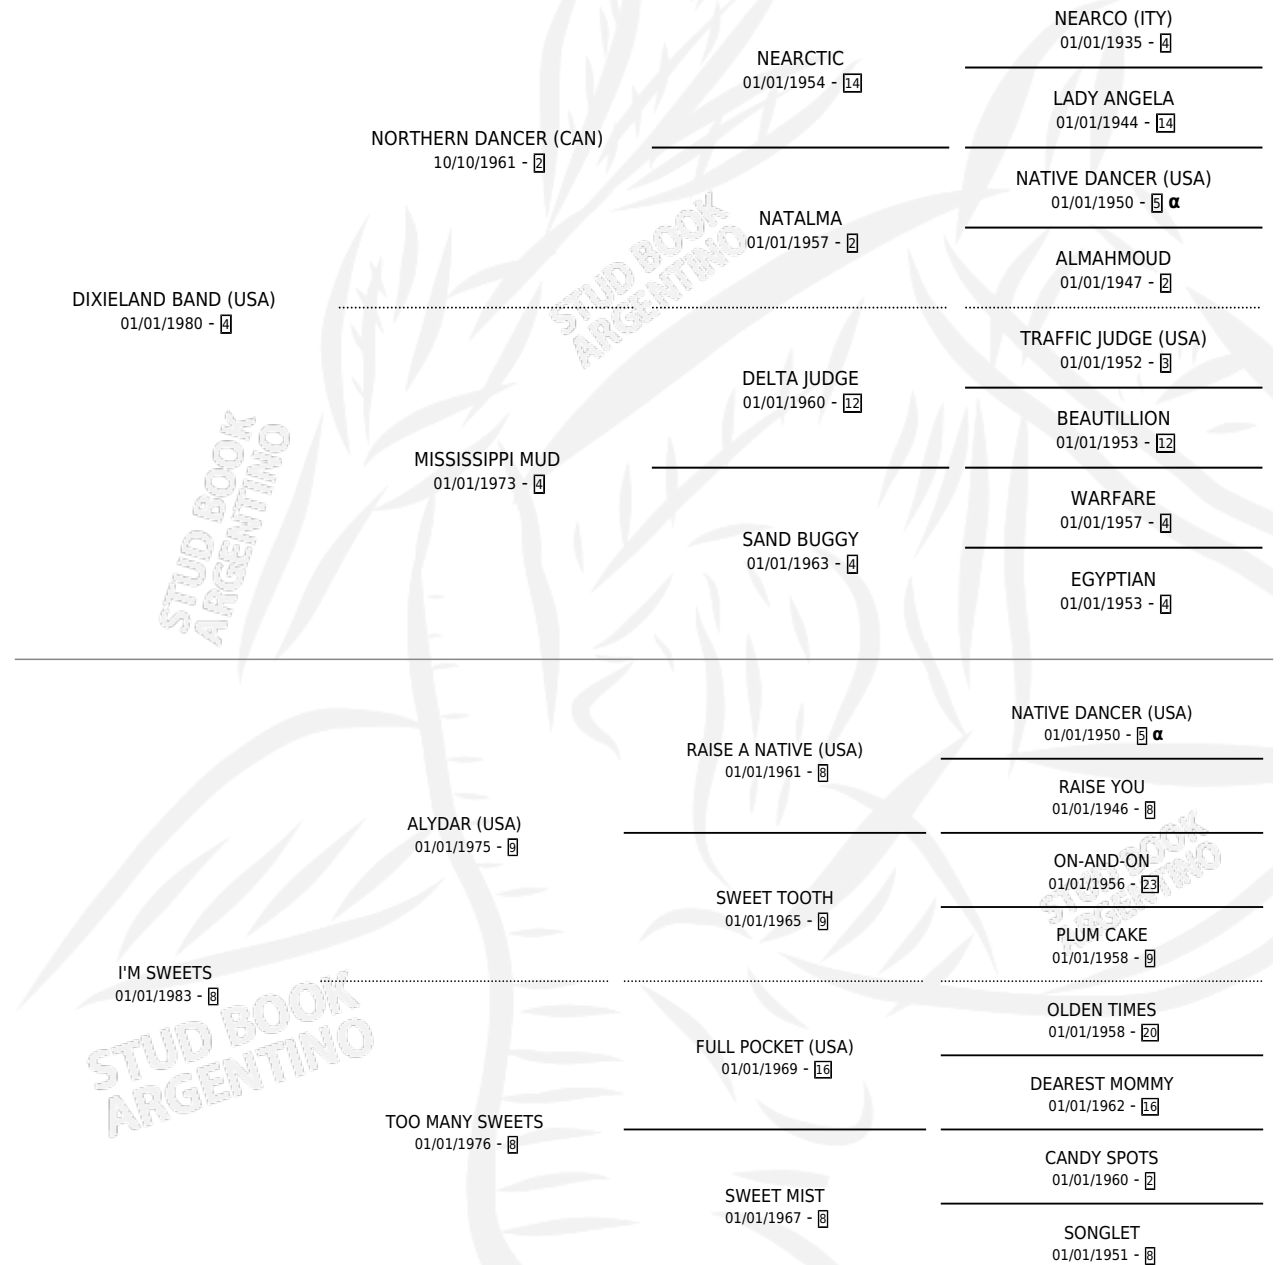 NEARCO (ITY)
01/01/1935 - 4
NEARCTIC
01/01/1954 - 14
LADY ANGELA
01/01/1944 - 14
NORTHERN DANCER (CAN)
10/10/1961 - 2
NATIVE DANCER (USA)
01/01/1950 - 5 α
NATALMA
01/01/1957 - 2
ALMAHMOUD
01/01/1947 - 2
DIXIELAND BAND (USA)
01/01/1980 - 4
TRAFFIC JUDGE (USA)
01/01/1952 - 3
DELTA JUDGE
01/01/1960 - 12
BEAUTILLION
01/01/1953 - 12
MISSISSIPPI MUD
01/01/1973 - 4
WARFARE
01/01/1957 - 4
SAND BUGGY
01/01/1963 - 4
EGYPTIAN
01/01/1953 - 4
STUD BOOK
ARGENTINO
STUD BOOK
ARGENTINO
NATIVE DANCER (USA)
01/01/1950 - 5 α
RAISE A NATIVE (USA)
01/01/1961 - 8
RAISE YOU
01/01/1946 - 8
ALYDAR (USA)
01/01/1975 - 9
ON-AND-ON
01/01/1956 - 23
SWEET TOOTH
01/01/1965 - 9
PLUM CAKE
01/01/1958 - 9
I'M SWEETS
01/01/1983 - 8
OLDEN TIMES
01/01/1958 - 20
FULL POCKET (USA)
01/01/1969 - 16
DEAREST MOMMY
01/01/1962 - 16
TOO MANY SWEETS
01/01/1976 - 8
CANDY SPOTS
01/01/1960 - 2
SWEET MIST
01/01/1967 - 8
SONGLET
01/01/1951 - 8
STUD BOOK
ARGENTINO
STUD BOOK
ARGENTINO